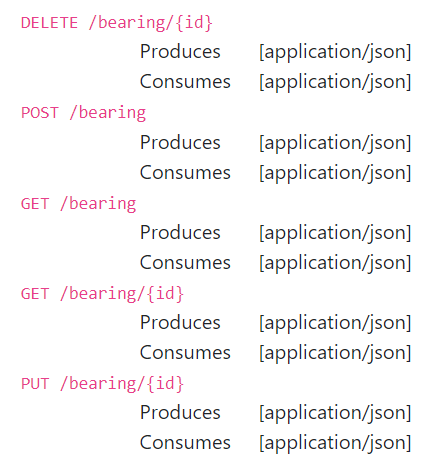 DELETE /bearing/{id}
Produces [application/json]
Consumes [application/json]
POST /bearing
Produces [application/json]
Consumes [application/json]
GET /bearing
Produces [application/json]
Consumes [application/json]
GET /bearing/{id}
Produces [application/json]
Consumes [application/json]
PUT /bearing/{id}
Produces [application/json]
Consumes [application/json]